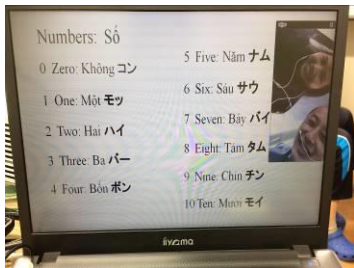 Numbers: Số
0 Zero: Không コン
1 One: Một モッ
2 Two: Hai ハイ
3 Three: Ba バー
4 Four: Bốn ボン
5 Five: Năm ナム
6 Six: Sáu サウ
7 Seven: Bảy バイ
8 Eight: Tám タム
9 Nine: Chín チン
10 Ten: Mười モイ
iiyama